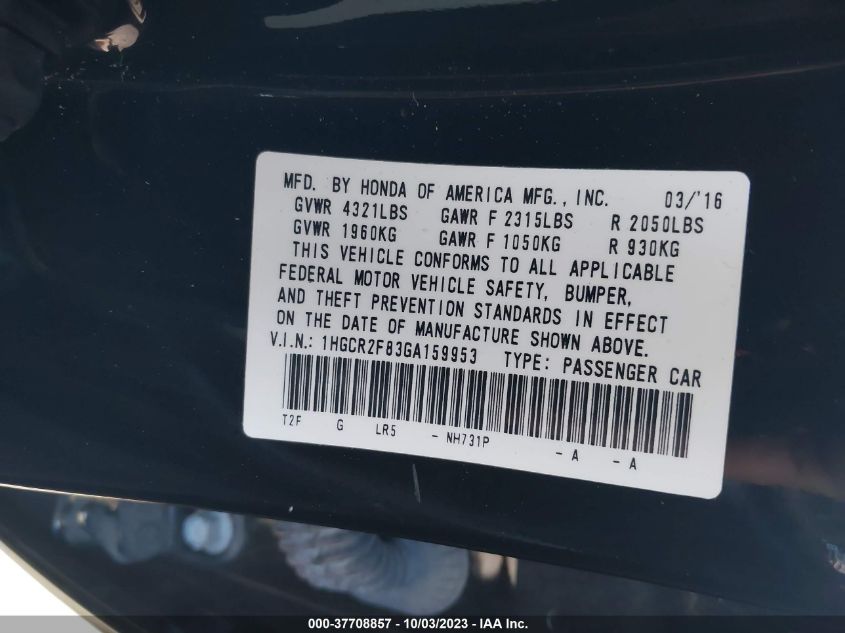 MFD. BY HONDA OF AMERICA MFG., INC. 03/'16
GVWR 4321LBS GAWR F 2315LBS R 2050LBS
GVWR 1960KG GAWR F 1050KG R 930KG
THIS VEHICLE CONFORMS TO ALL APPLICABLE
FEDERAL MOTOR VEHICLE SAFETY, BUMPER,
AND THEFT PREVENTION STANDARDS IN EFFECT
ON THE DATE OF MANUFACTURE SHOWN ABOVE.
V.I.N.: 1HGCR2F83GA159953 TYPE: PASSENGER CAR
T2F G LR5 - NH731P - A - A
000-37708857 - 10/03/2023 - IAA Inc.